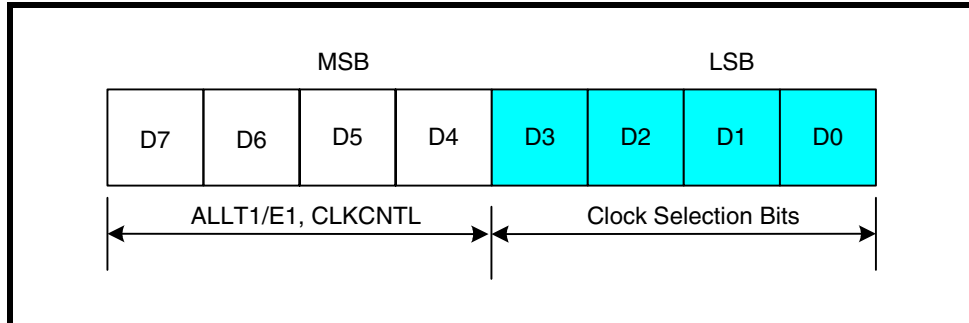 MSB LSB
D7 D6 D5 D4 D3 D2 D1 D0
ALLT1/E1, CLKCNTL Clock Selection Bits